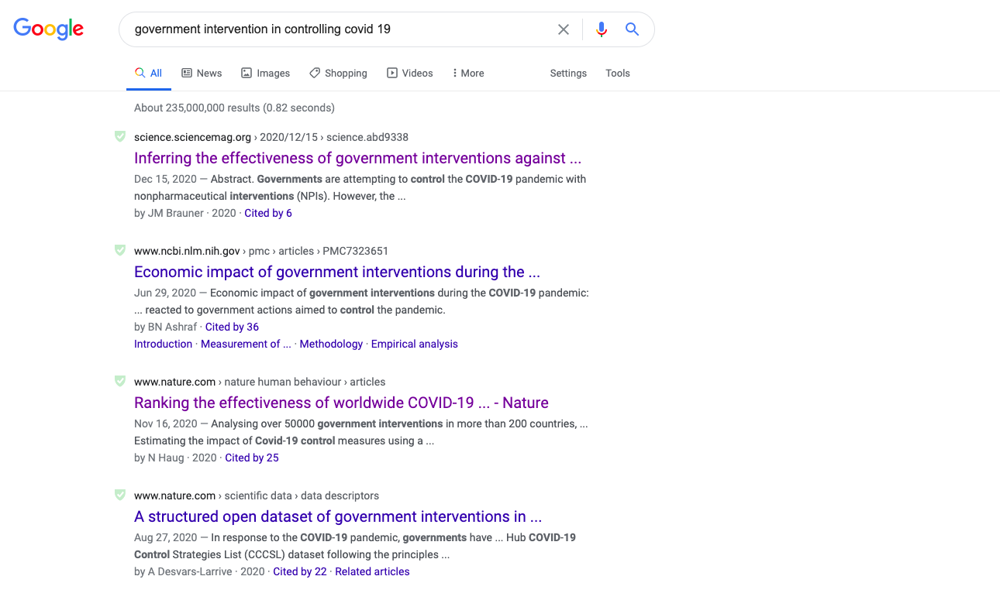 Google
government intervention in controlling covid 19
All News Images Shopping Videos More Settings Tools
About 235,000,000 results (0.82 seconds)
science.sciencemag.org › 2020/12/15 › science.abd9338
Inferring the effectiveness of government interventions against ...
Dec 15, 2020 — Abstract. Governments are attempting to control the COVID-19 pandemic with
nonpharmaceutical interventions (NPIs). However, the ...
by JM Brauner · 2020 · Cited by 6
www.ncbi.nlm.nih.gov › pmc › articles › PMC7323651
Economic impact of government interventions during the ...
Jun 29, 2020 — Economic impact of government interventions during the COVID-19 pandemic:
... reacted to government actions aimed to control the pandemic.
by BN Ashraf · Cited by 36
Introduction · Measurement of ... · Methodology · Empirical analysis
www.nature.com › nature human behaviour › articles
Ranking the effectiveness of worldwide COVID-19 ... - Nature
Nov 16, 2020 — Analysing over 50000 government interventions in more than 200 countries, ...
Estimating the impact of Covid-19 control measures using a ...
by N Haug · 2020 · Cited by 25
www.nature.com › scientific data › data descriptors
A structured open dataset of government interventions in ...
Aug 27, 2020 — In response to the COVID-19 pandemic, governments have ... Hub COVID-19
Control Strategies List (CCCSL) dataset following the principles ...
by A Desvars-Larrive · 2020 · Cited by 22 · Related articles